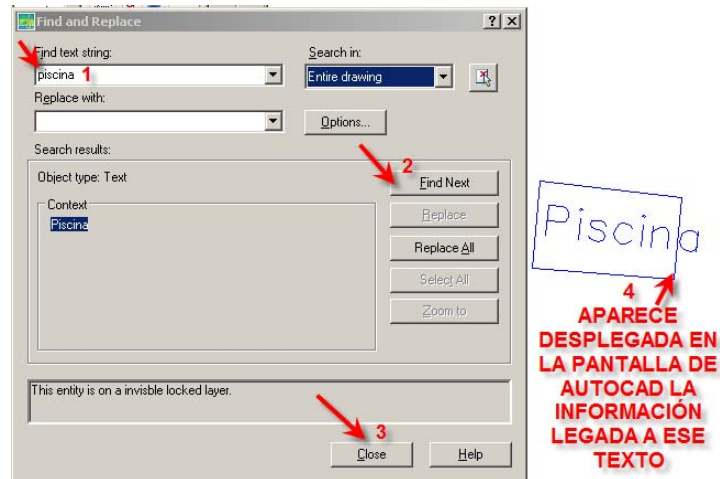 Find and Replace
Find text string:
Search in:
piscina 1
Entire drawing
Replace with:
Options...
Search results:
2
Object type: Text
Find Next
Context
Piscina
Replace
Replace All
Select All
Zoom to
This entity is on a invisble locked layer.
3
Close
Help
Piscina
4
APARECE
DESPLEGADA EN
LA PANTALLA DE
AUTOCAD LA
INFORMACIÓN
LEGADA A ESE
TEXTO